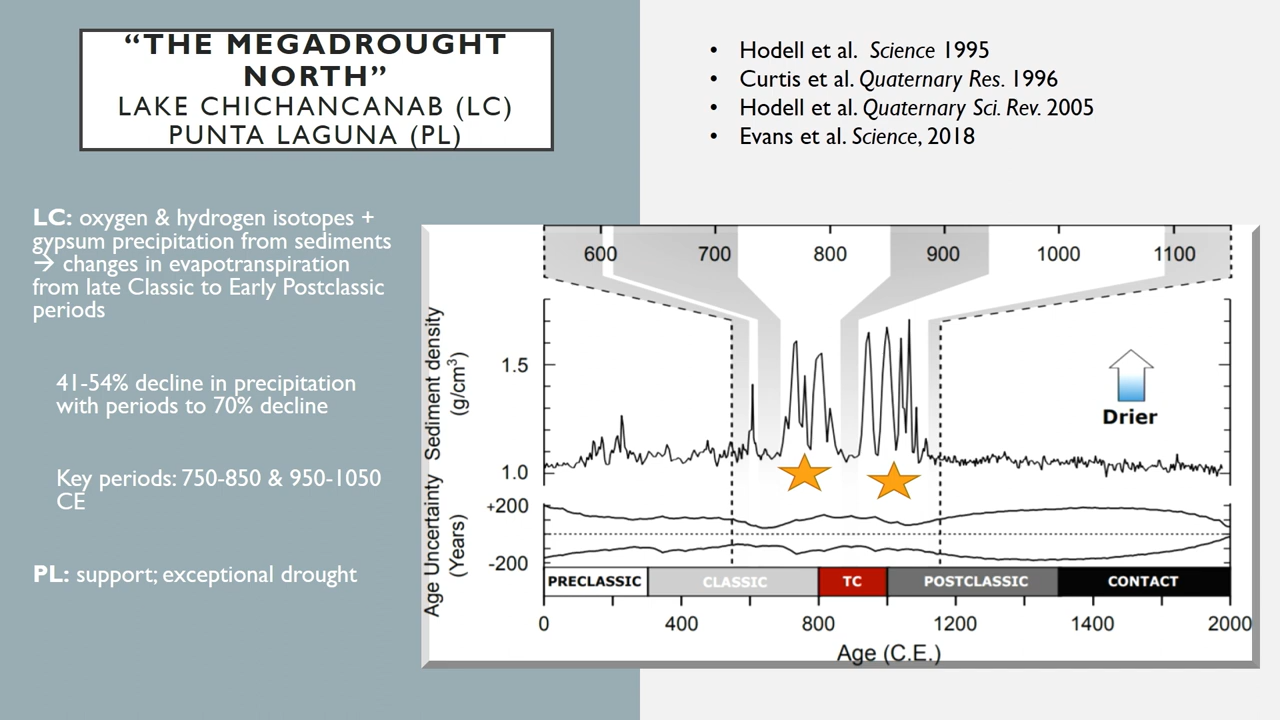 “THE MEGADROUGHT
NORTH”
LAKE CHICHANCANAB (LC)
PUNTA LAGUNA (PL)
• Hodell et al. Science 1995
• Curtis et al. Quaternary Res. 1996
• Hodell et al. Quaternary Sci. Rev. 2005
• Evans et al. Science, 2018
LC: oxygen & hydrogen isotopes +
gypsum precipitation from sediments
→ changes in evapotranspiration
from late Classic to Early Postclassic
periods
41-54% decline in precipitation
with periods to 70% decline
Key periods: 750-850 & 950-1050
CE
PL: support; exceptional drought
600 700 800 900 1000 1100
Sediment density
(g/cm³)
1.5
1.0
Drier
Age Uncertainty
(Years)
+200
-200
PRECLASSIC CLASSIC TC POSTCLASSIC CONTACT
0 400 800 1200 1400 2000
Age (C.E.)